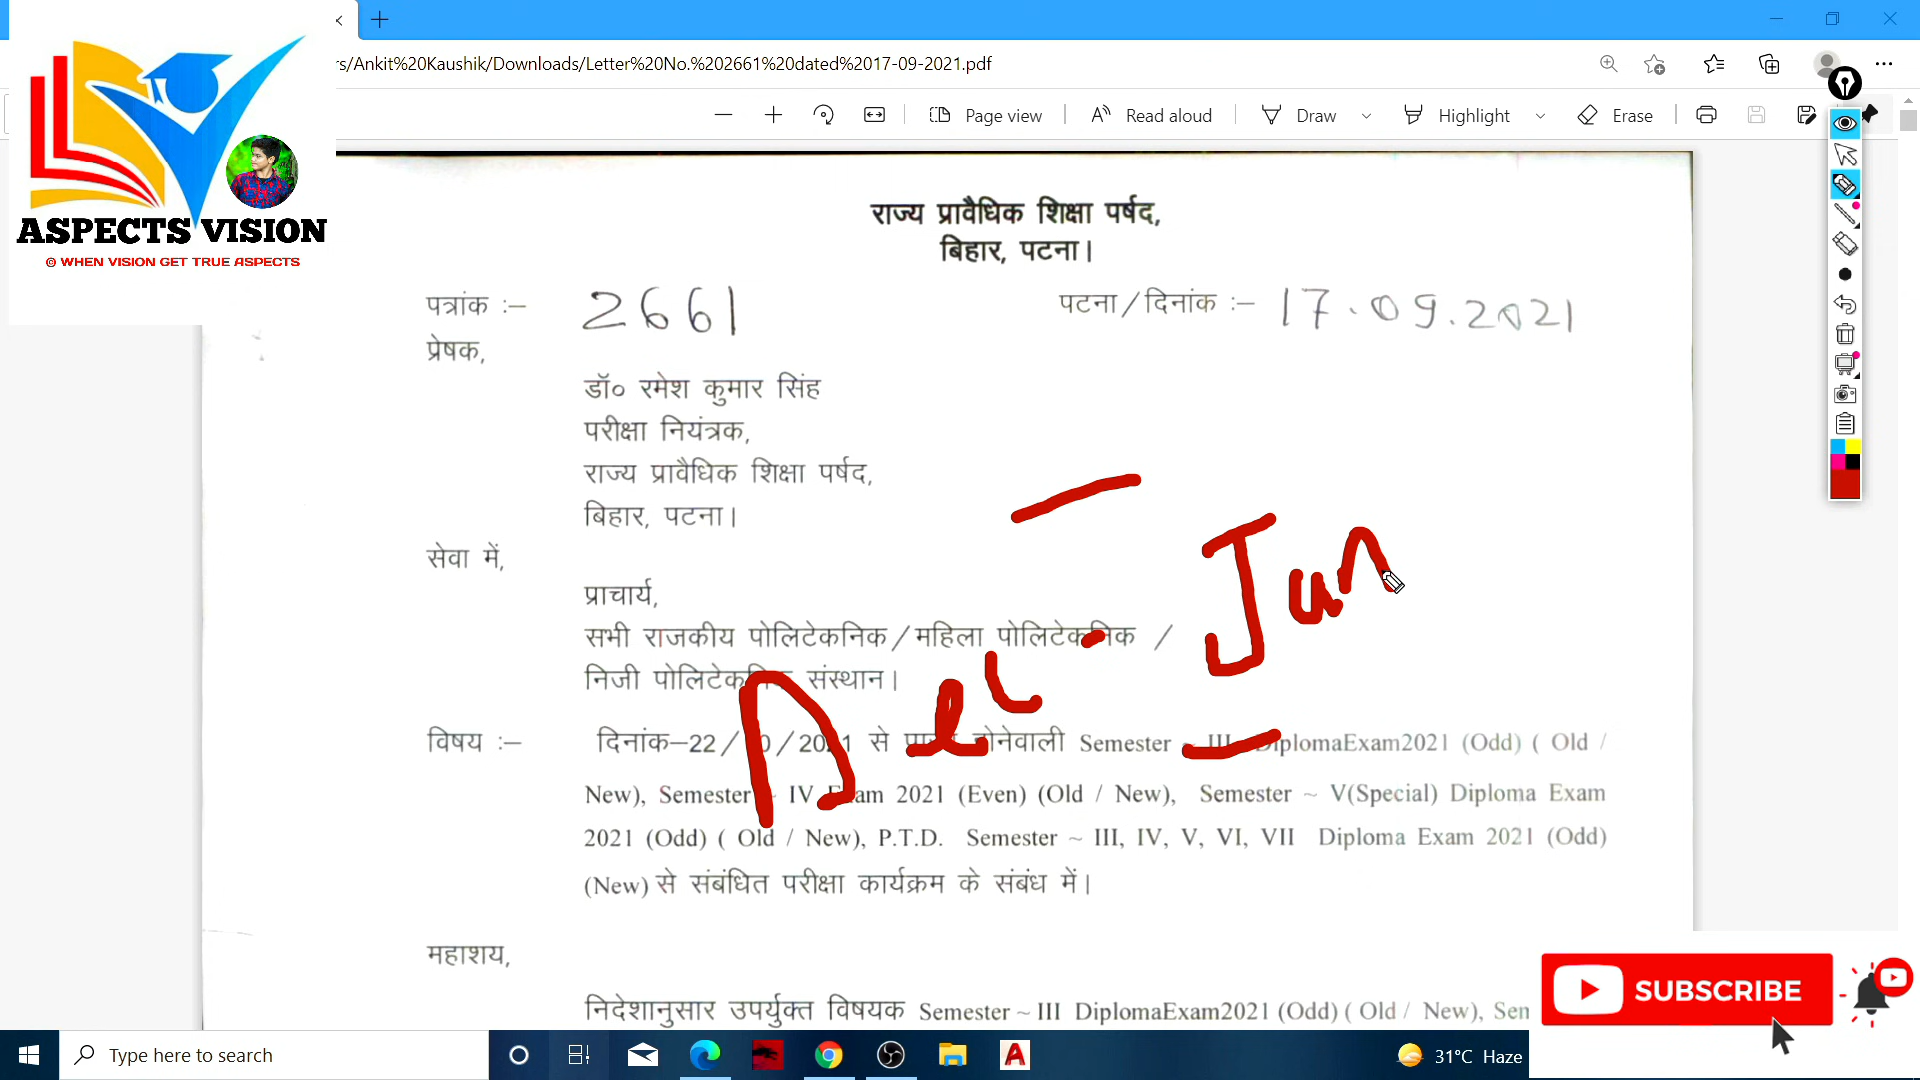 rs/Ankit%20Kaushik/Downloads/Letter%20No.%202661%20dated%2017-09-2021.pdf
Page view
Read aloud
Draw
Highlight
Erase
ASPECTS VISION
© WHEN VISION GET TRUE ASPECTS
राज्य प्रावैधिक शिक्षा पर्षद,
बिहार, पटना।
पत्रांक :– 2661 पटना/दिनांक :– 17.09.2021
प्रेषक,
डॉ० रमेश कुमार सिंह
परीक्षा नियंत्रक,
राज्य प्रावैधिक शिक्षा पर्षद,
बिहार, पटना।
सेवा में,
प्राचार्य,
सभी राजकीय पोलिटेकनिक/महिला पोलिटेकनिक /
निजी पोलिटेकनिक संस्थान।
Dec - Jan
विषय :– दिनांक–22/10/2021 से प्रारंभ होनेवाली Semester ~ III DiplomaExam2021 (Odd) ( Old /
New), Semester ~ IV Exam 2021 (Even) (Old / New), Semester ~ V(Special) Diploma Exam
2021 (Odd) ( Old / New), P.T.D. Semester ~ III, IV, V, VI, VII Diploma Exam 2021 (Odd)
(New) से संबंधित परीक्षा कार्यक्रम के संबंध में।
महाशय,
निदेशानुसार उपर्युक्त विषयक Semester ~ III DiplomaExam2021 (Odd) ( Old / New), Sen
SUBSCRIBE
Type here to search
31°C Haze